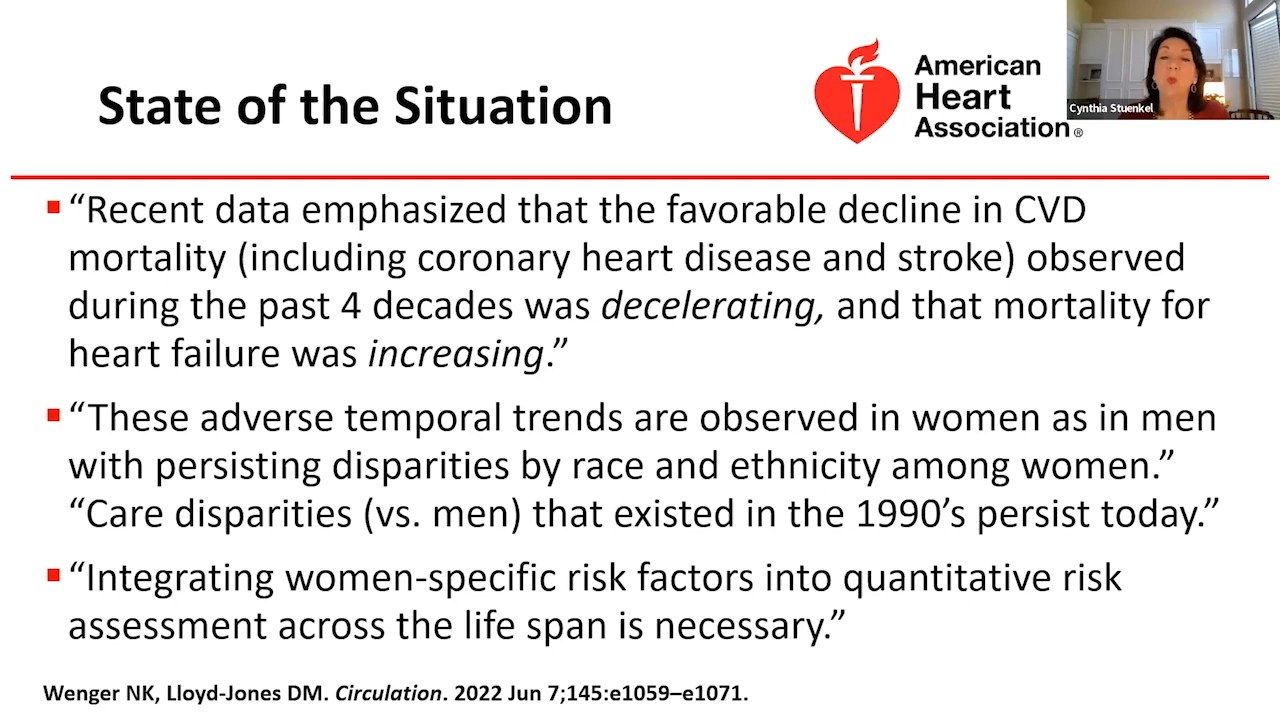 State of the Situation
American
Heart
Association®
Cynthia Stuenkel
“Recent data emphasized that the favorable decline in CVD
mortality (including coronary heart disease and stroke) observed
during the past 4 decades was decelerating, and that mortality for
heart failure was increasing.”
“These adverse temporal trends are observed in women as in men
with persisting disparities by race and ethnicity among women.”
“Care disparities (vs. men) that existed in the 1990’s persist today.”
“Integrating women-specific risk factors into quantitative risk
assessment across the life span is necessary.”
Wenger NK, Lloyd-Jones DM. Circulation. 2022 Jun 7;145:e1059–e1071.